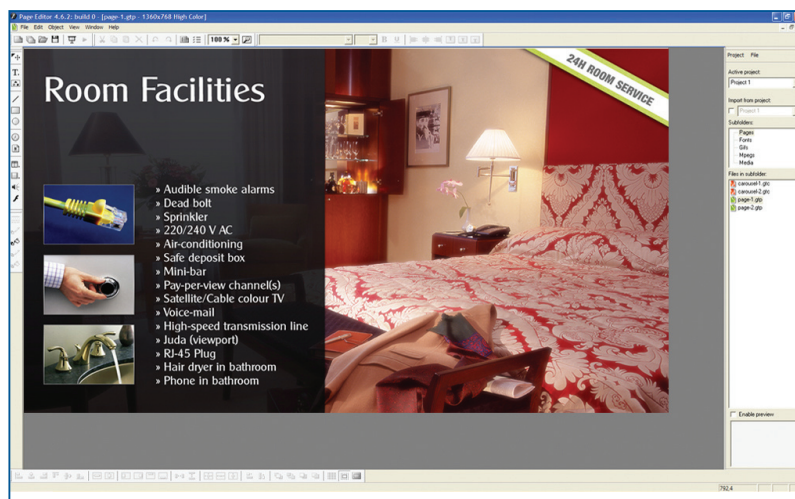 Page Editor 4.6.2: build 0 - [page-1.gtp - 1360x768 High Color]
File Edit Object View Window Help
100 %
B U
Room Facilities
24H ROOM SERVICE
» Audible smoke alarms
» Dead bolt
» Sprinkler
» 220/240 V AC
» Air-conditioning
» Safe deposit box
» Mini-bar
» Pay-per-view channel(s)
» Satellite/Cable colour TV
» Voice-mail
» High-speed transmission line
» Juda (viewport)
» RJ-45 Plug
» Hair dryer in bathroom
» Phone in bathroom
Project File
Active project:
Project 1
Import from project:
Project 1
Subfolders:
Pages
Fonts
Gifs
Mpegs
Media
Files in subfolder:
carousel-1.gtc
carousel-2.gtc
page-1.gtp
page-2.gtp
Enable preview
792,4